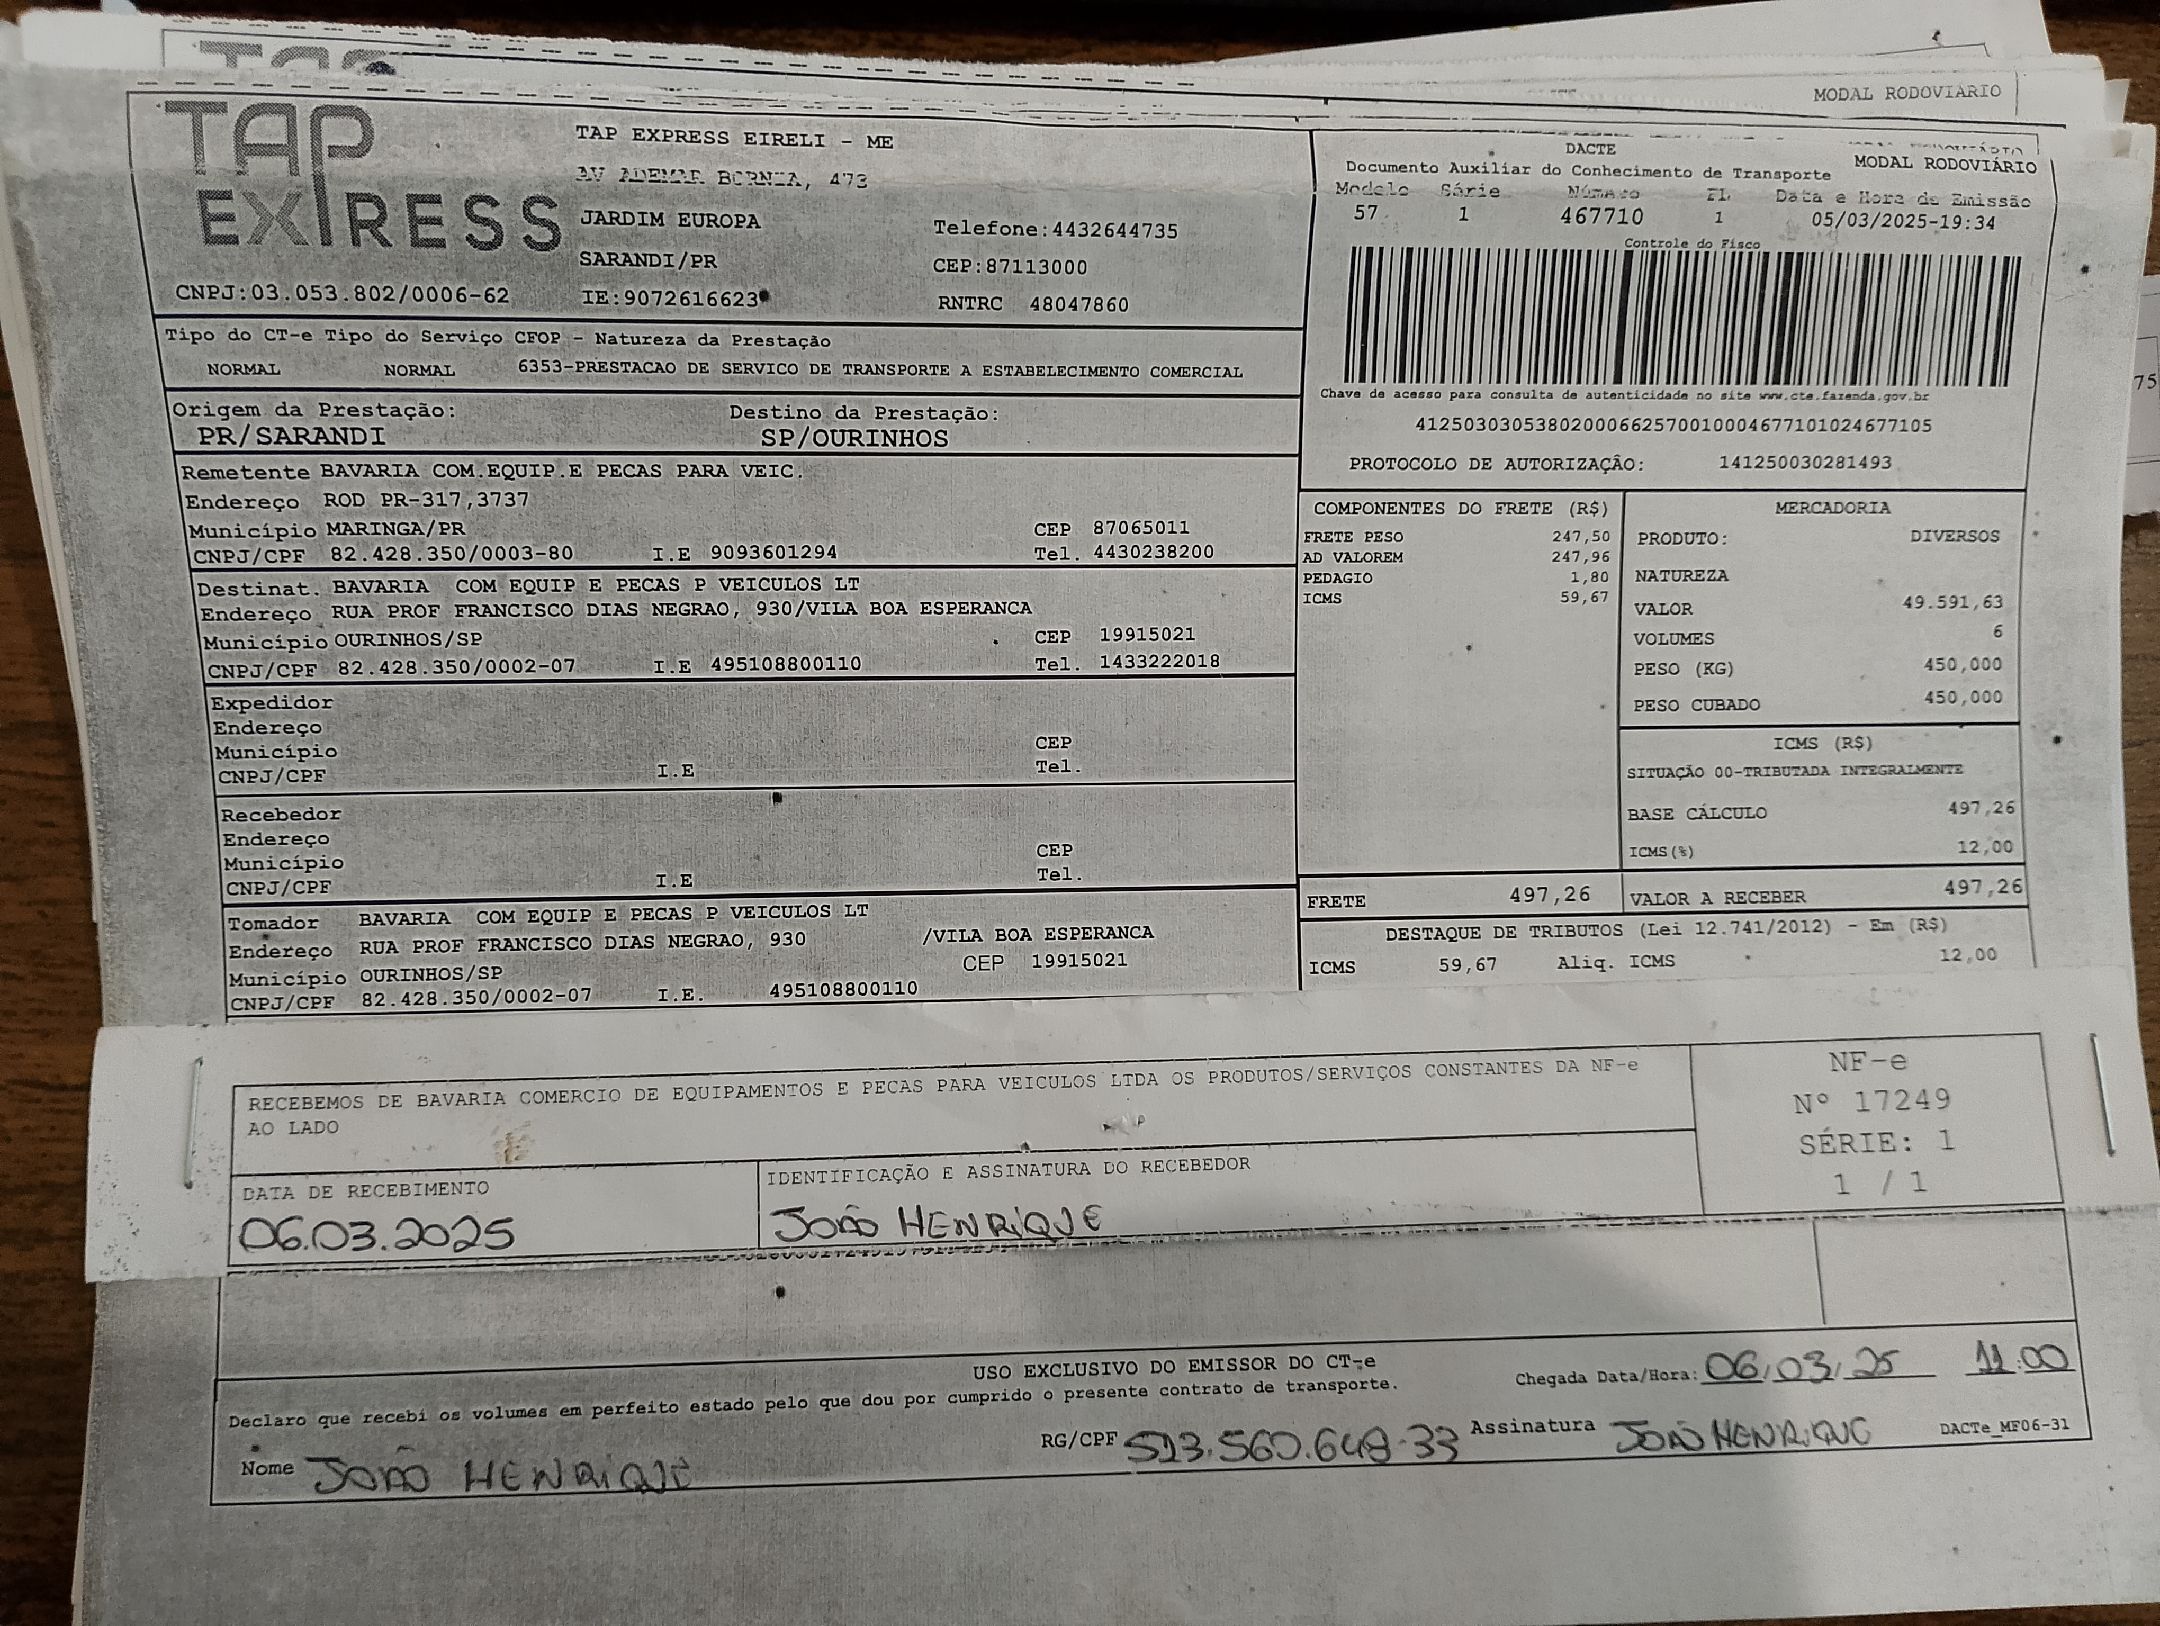 TAP
EXPRESS
TAP EXPRESS EIRELI - ME
AV ADEMAR BORNIA, 473
JARDIM EUROPA
Telefone:4432644735
SARANDI/PR
CEP:87113000
CNPJ:03.053.802/0006-62
IE:9072616623
RNTRC 48047860
MODAL RODOVIÁRIO
DACTE
MODAL RODOVIÁRIO
Documento Auxiliar do Conhecimento de Transporte
Modelo Série Número FL Data e Hora de Emissão
57 1 467710 1 05/03/2025-19:34
Controle do Fisco
Chave de acesso para consulta de autenticidade no site www.cte.fazenda.gov.br
41250303053802000662570010004677101024677105
PROTOCOLO DE AUTORIZAÇÃO: 141250030281493
Tipo do CT-e Tipo do Serviço CFOP - Natureza da Prestação
NORMAL NORMAL 6353-PRESTACAO DE SERVICO DE TRANSPORTE A ESTABELECIMENTO COMERCIAL
Origem da Prestação: Destino da Prestação:
PR/SARANDI SP/OURINHOS
Remetente BAVARIA COM.EQUIP.E PECAS PARA VEIC.
Endereço ROD PR-317,3737
Município MARINGA/PR CEP 87065011
CNPJ/CPF 82.428.350/0003-80 I.E 9093601294 Tel. 4430238200
Destinat. BAVARIA COM EQUIP E PECAS P VEICULOS LT
Endereço RUA PROF FRANCISCO DIAS NEGRAO, 930/VILA BOA ESPERANCA
Município OURINHOS/SP CEP 19915021
CNPJ/CPF 82.428.350/0002-07 I.E 495108800110 Tel. 1433222018
Expedidor
Endereço
Município CEP
CNPJ/CPF I.E Tel.
Recebedor
Endereço
Município CEP
CNPJ/CPF I.E Tel.
Tomador BAVARIA COM EQUIP E PECAS P VEICULOS LT
Endereço RUA PROF FRANCISCO DIAS NEGRAO, 930 /VILA BOA ESPERANCA
Município OURINHOS/SP CEP 19915021
CNPJ/CPF 82.428.350/0002-07 I.E. 495108800110
COMPONENTES DO FRETE (R$)
FRETE PESO 247,50
AD VALOREM 247,96
PEDAGIO 1,80
ICMS 59,67
MERCADORIA
PRODUTO: DIVERSOS
NATUREZA
VALOR 49.591,63
VOLUMES 6
PESO (KG) 450,000
PESO CUBADO 450,000
ICMS (R$)
SITUAÇÃO 00-TRIBUTADA INTEGRALMENTE
BASE CÁLCULO 497,26
ICMS(%) 12,00
FRETE 497,26 VALOR A RECEBER 497,26
DESTAQUE DE TRIBUTOS (Lei 12.741/2012) - Em (R$)
ICMS 59,67 Aliq. ICMS 12,00
RECEBEMOS DE BAVARIA COMERCIO DE EQUIPAMENTOS E PECAS PARA VEICULOS LTDA OS PRODUTOS/SERVIÇOS CONSTANTES DA NF-e
AO LADO
NF-e
Nº 17249
SÉRIE: 1
1 / 1
DATA DE RECEBIMENTO
IDENTIFICAÇÃO E ASSINATURA DO RECEBEDOR
06.03.2025
JOÃO HENRIQUE
USO EXCLUSIVO DO EMISSOR DO CT-e
Declaro que recebi os volumes em perfeito estado pelo que dou por cumprido o presente contrato de transporte.
Chegada Data/Hora: 06/03/25 11:00
Nome JOÃO HENRIQUE
RG/CPF 513.560.648-33
Assinatura JOÃO HENRIQUE
DACTe_MF06-31
75